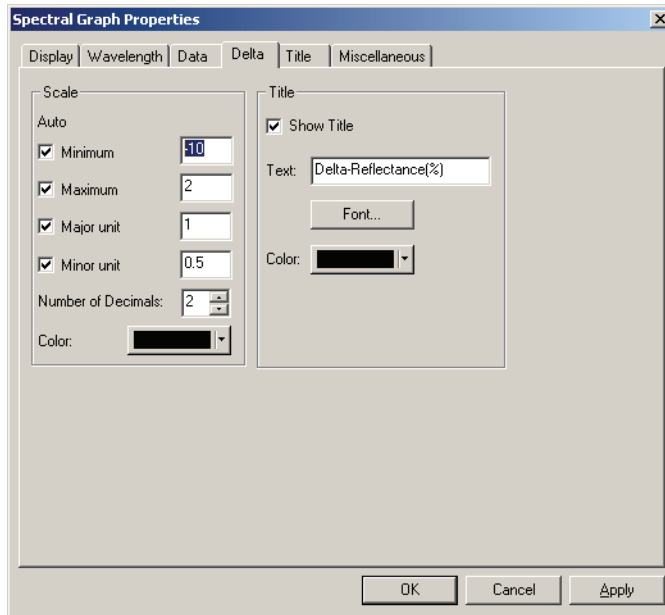 Spectral Graph Properties
Display Wavelength Data Delta Title Miscellaneous
Scale
Auto
Minimum -10
Maximum 2
Major unit 1
Minor unit 0.5
Number of Decimals: 2
Color:
Title
Show Title
Text: Delta-Reflectance(%)
Font...
Color:
OK Cancel Apply